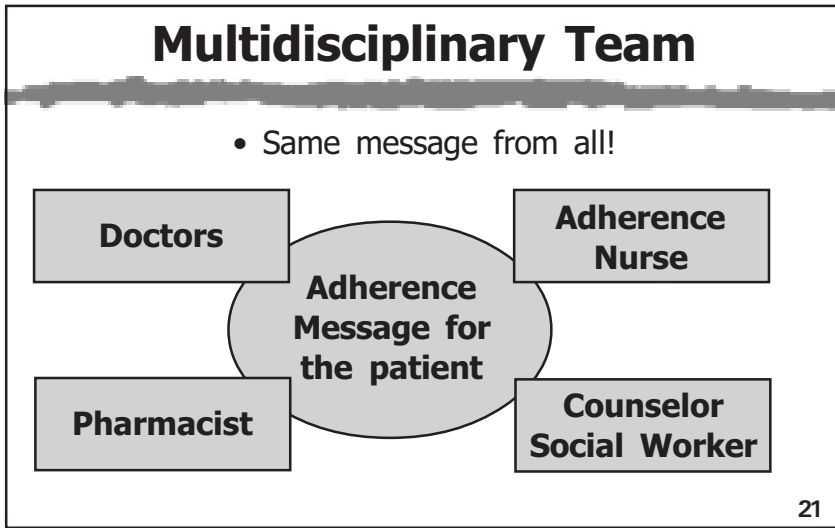 Multidisciplinary Team
• Same message from all!
Doctors
Adherence
Nurse
Adherence
Message for
the patient
Pharmacist
Counselor
Social Worker
21